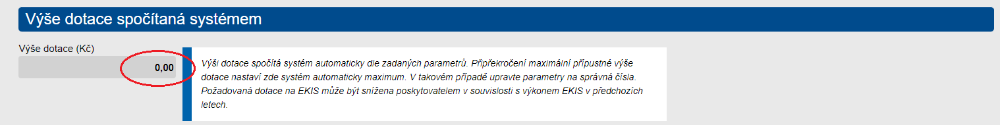 Výše dotace spočítaná systémem
Výše dotace (Kč)
0,00
Výši dotace spočítá systém automaticky dle zadaných parametrů. Připřekročení maximální přípustné výše
dotace nastaví zde systém automaticky maximum. V takovém případě upravte parametry na správná čísla.
Požadovaná dotace na EKIS může být snížena poskytovatelem v souvislosti s výkonem EKIS v předchozích
letech.